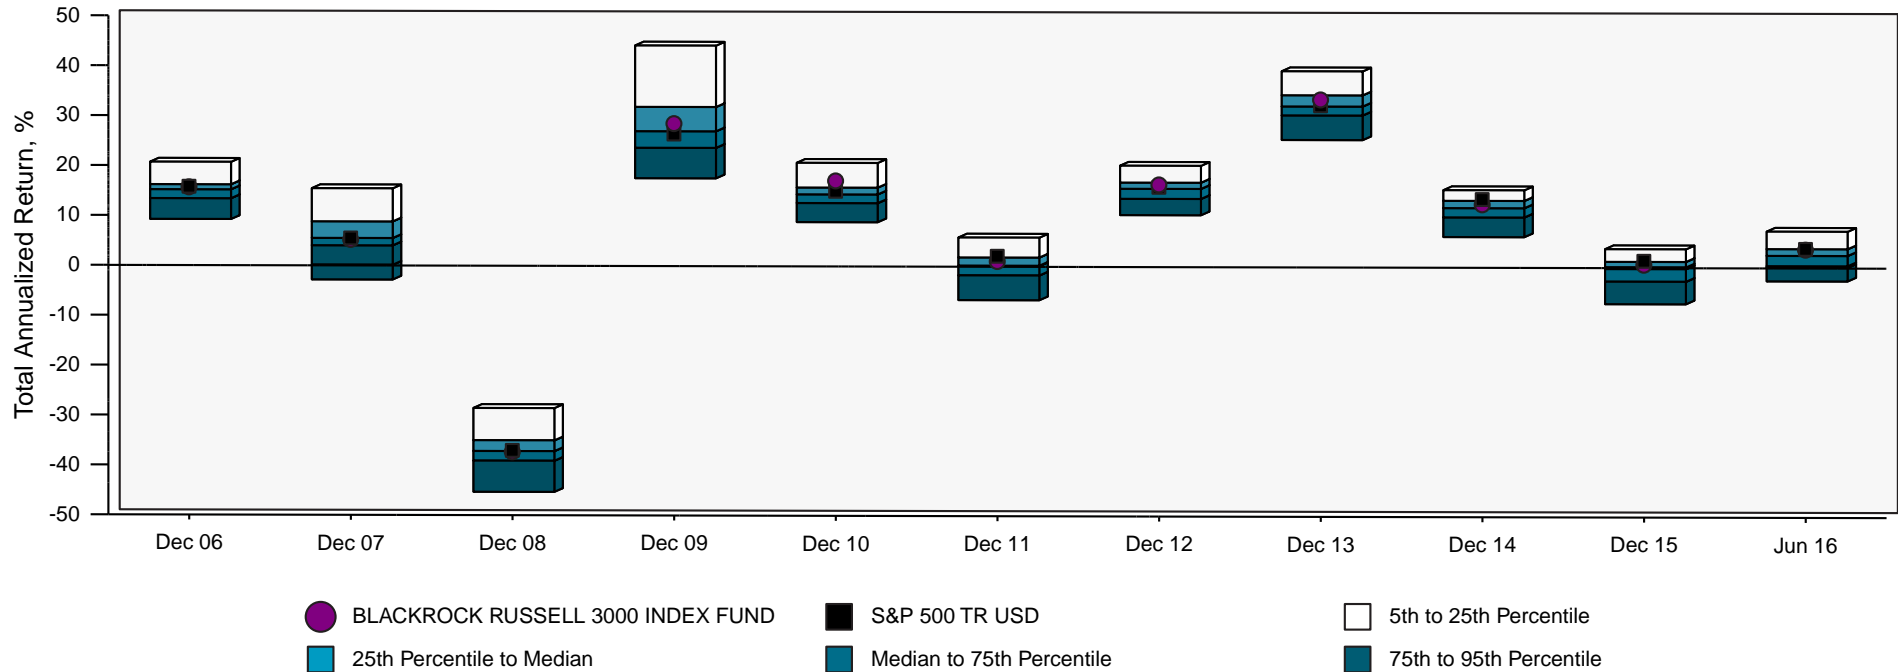 50
40
30
20
10
0
-10
-20
-30
-40
-50
Total Annualized Return, %
Dec 06 Dec 07 Dec 08 Dec 09 Dec 10 Dec 11 Dec 12 Dec 13 Dec 14 Dec 15 Jun 16
BLACKROCK RUSSELL 3000 INDEX FUND S&P 500 TR USD 5th to 25th Percentile
25th Percentile to Median Median to 75th Percentile 75th to 95th Percentile